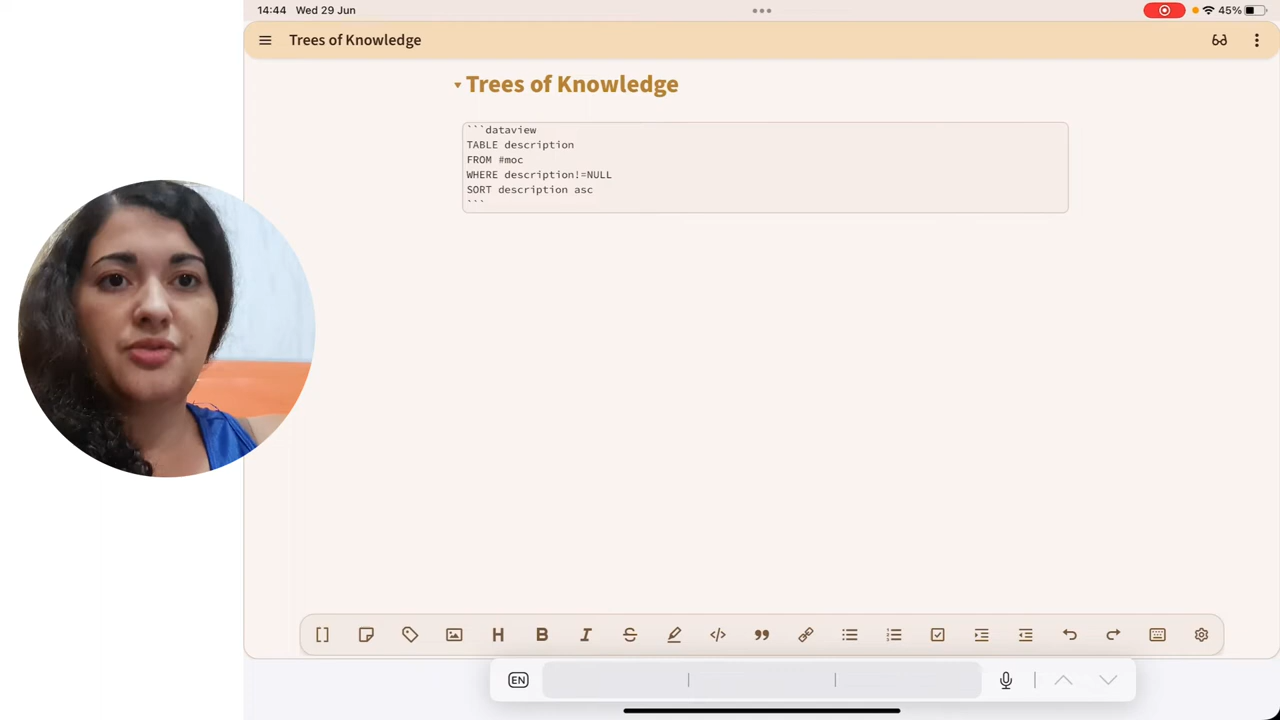 14:44 Wed 29 Jun
45%
Trees of Knowledge
Trees of Knowledge
```dataview
TABLE description
FROM #moc
WHERE description!=NULL
SORT description asc
```
H B I S
EN